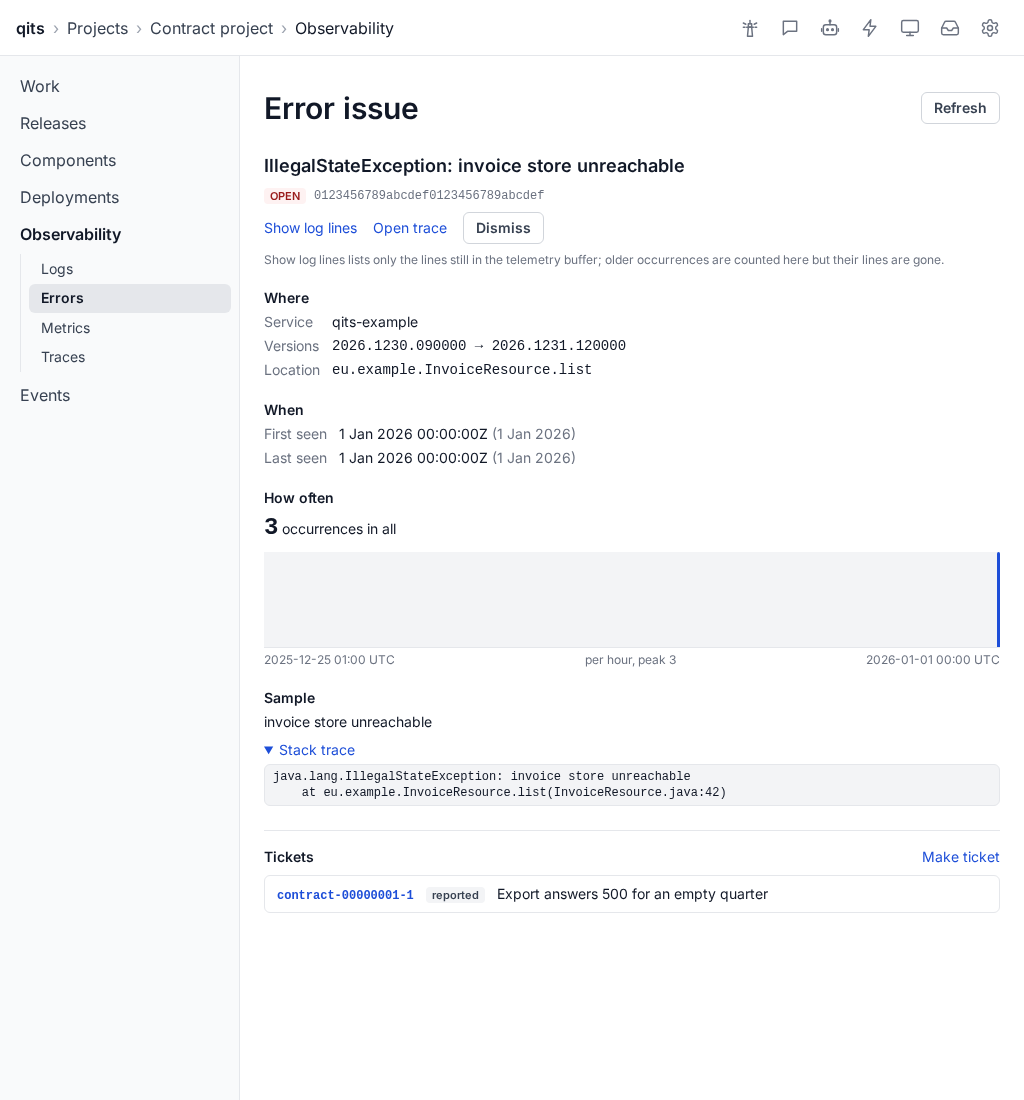 qits › Projects › Contract project › Observability
Work
Releases
Components
Deployments
Observability
Logs
Errors
Metrics
Traces
Events
Error issue
Refresh
IllegalStateException: invoice store unreachable
OPEN 0123456789abcdef0123456789abcdef
Show log lines Open trace Dismiss
Show log lines lists only the lines still in the telemetry buffer; older occurrences are counted here but their lines are gone.
Where
Service qits-example
Versions 2026.1230.090000 → 2026.1231.120000
Location eu.example.InvoiceResource.list
When
First seen 1 Jan 2026 00:00:00Z (1 Jan 2026)
Last seen 1 Jan 2026 00:00:00Z (1 Jan 2026)
How often
3 occurrences in all
2025-12-25 01:00 UTC per hour, peak 3 2026-01-01 00:00 UTC
Sample
invoice store unreachable
▼ Stack trace
java.lang.IllegalStateException: invoice store unreachable
at eu.example.InvoiceResource.list(InvoiceResource.java:42)
Tickets Make ticket
contract-00000001-1 reported Export answers 500 for an empty quarter